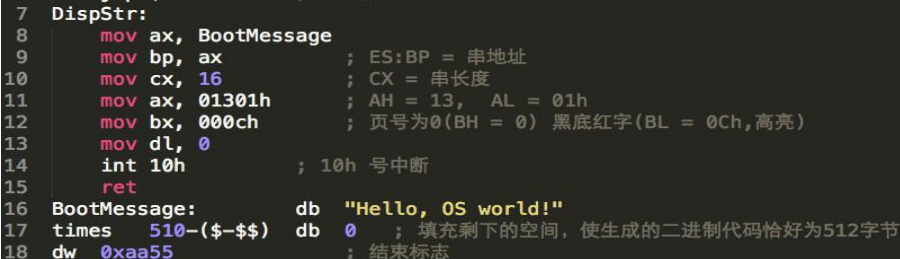 7 DispStr:
8 mov ax, BootMessage
9 mov bp, ax ; ES:BP = 串地址
10 mov cx, 16 ; CX = 串长度
11 mov ax, 01301h ; AH = 13, AL = 01h
12 mov bx, 000ch ; 页号为0(BH = 0) 黑底红字(BL = 0Ch,高亮)
13 mov dl, 0
14 int 10h ; 10h 号中断
15 ret
16 BootMessage: db "Hello, OS world!"
17 times 510-($-$$) db 0 ; 填充剩下的空间，使生成的二进制代码恰好为512字节
18 dw 0xaa55 ; 结束标志